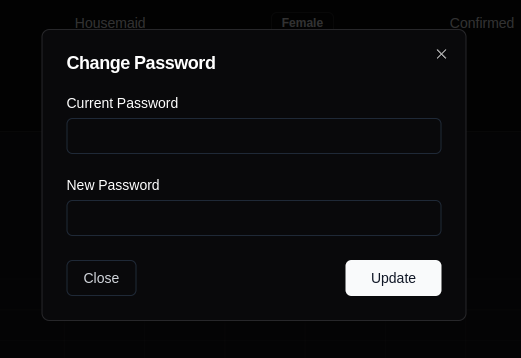 Housemaid Female Confirmed
Change Password
Current Password
New Password
Close Update